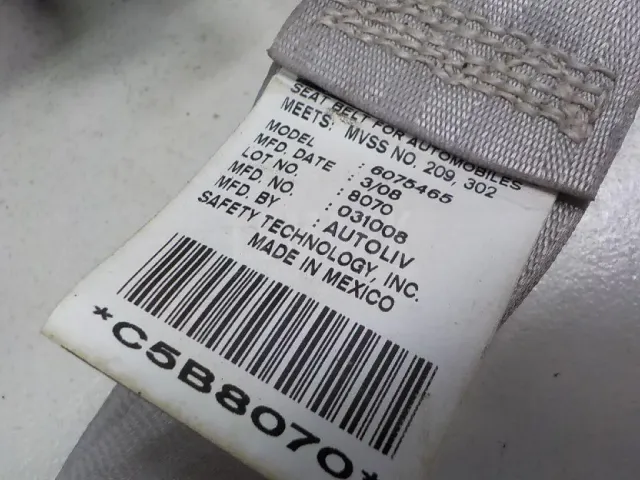 SEAT BELT FOR AUTOMOBILES
MEETS: MVSS NO. 209, 302
MODEL : 6075465
MFD. DATE : 3/08
LOT NO. : 8070
MFD. NO. : 031008
MFD. BY : AUTOLIV
SAFETY TECHNOLOGY, INC.
MADE IN MEXICO
*C5B8070*